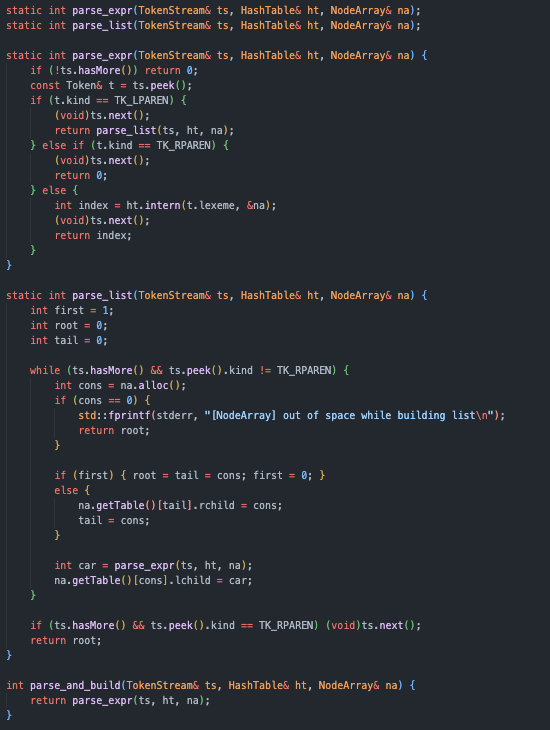 static int parse_expr(TokenStream& ts, HashTable& ht, NodeArray& na);
static int parse_list(TokenStream& ts, HashTable& ht, NodeArray& na);

static int parse_expr(TokenStream& ts, HashTable& ht, NodeArray& na) {
    if (!ts.hasMore()) return 0;
    const Token& t = ts.peek();
    if (t.kind == TK_LPAREN) {
        (void)ts.next();
        return parse_list(ts, ht, na);
    } else if (t.kind == TK_RPAREN) {
        (void)ts.next();
        return 0;
    } else {
        int index = ht.intern(t.lexeme, &na);
        (void)ts.next();
        return index;
    }
}

static int parse_list(TokenStream& ts, HashTable& ht, NodeArray& na) {
    int first = 1;
    int root = 0;
    int tail = 0;

    while (ts.hasMore() && ts.peek().kind != TK_RPAREN) {
        int cons = na.alloc();
        if (cons == 0) {
            std::fprintf(stderr, "[NodeArray] out of space while building list\n");
            return root;
        }

        if (first) { root = tail = cons; first = 0; }
        else {
            na.getTable()[tail].rchild = cons;
            tail = cons;
        }

        int car = parse_expr(ts, ht, na);
        na.getTable()[cons].lchild = car;
    }

    if (ts.hasMore() && ts.peek().kind == TK_RPAREN) (void)ts.next();
    return root;
}

int parse_and_build(TokenStream& ts, HashTable& ht, NodeArray& na) {
    return parse_expr(ts, ht, na);
}